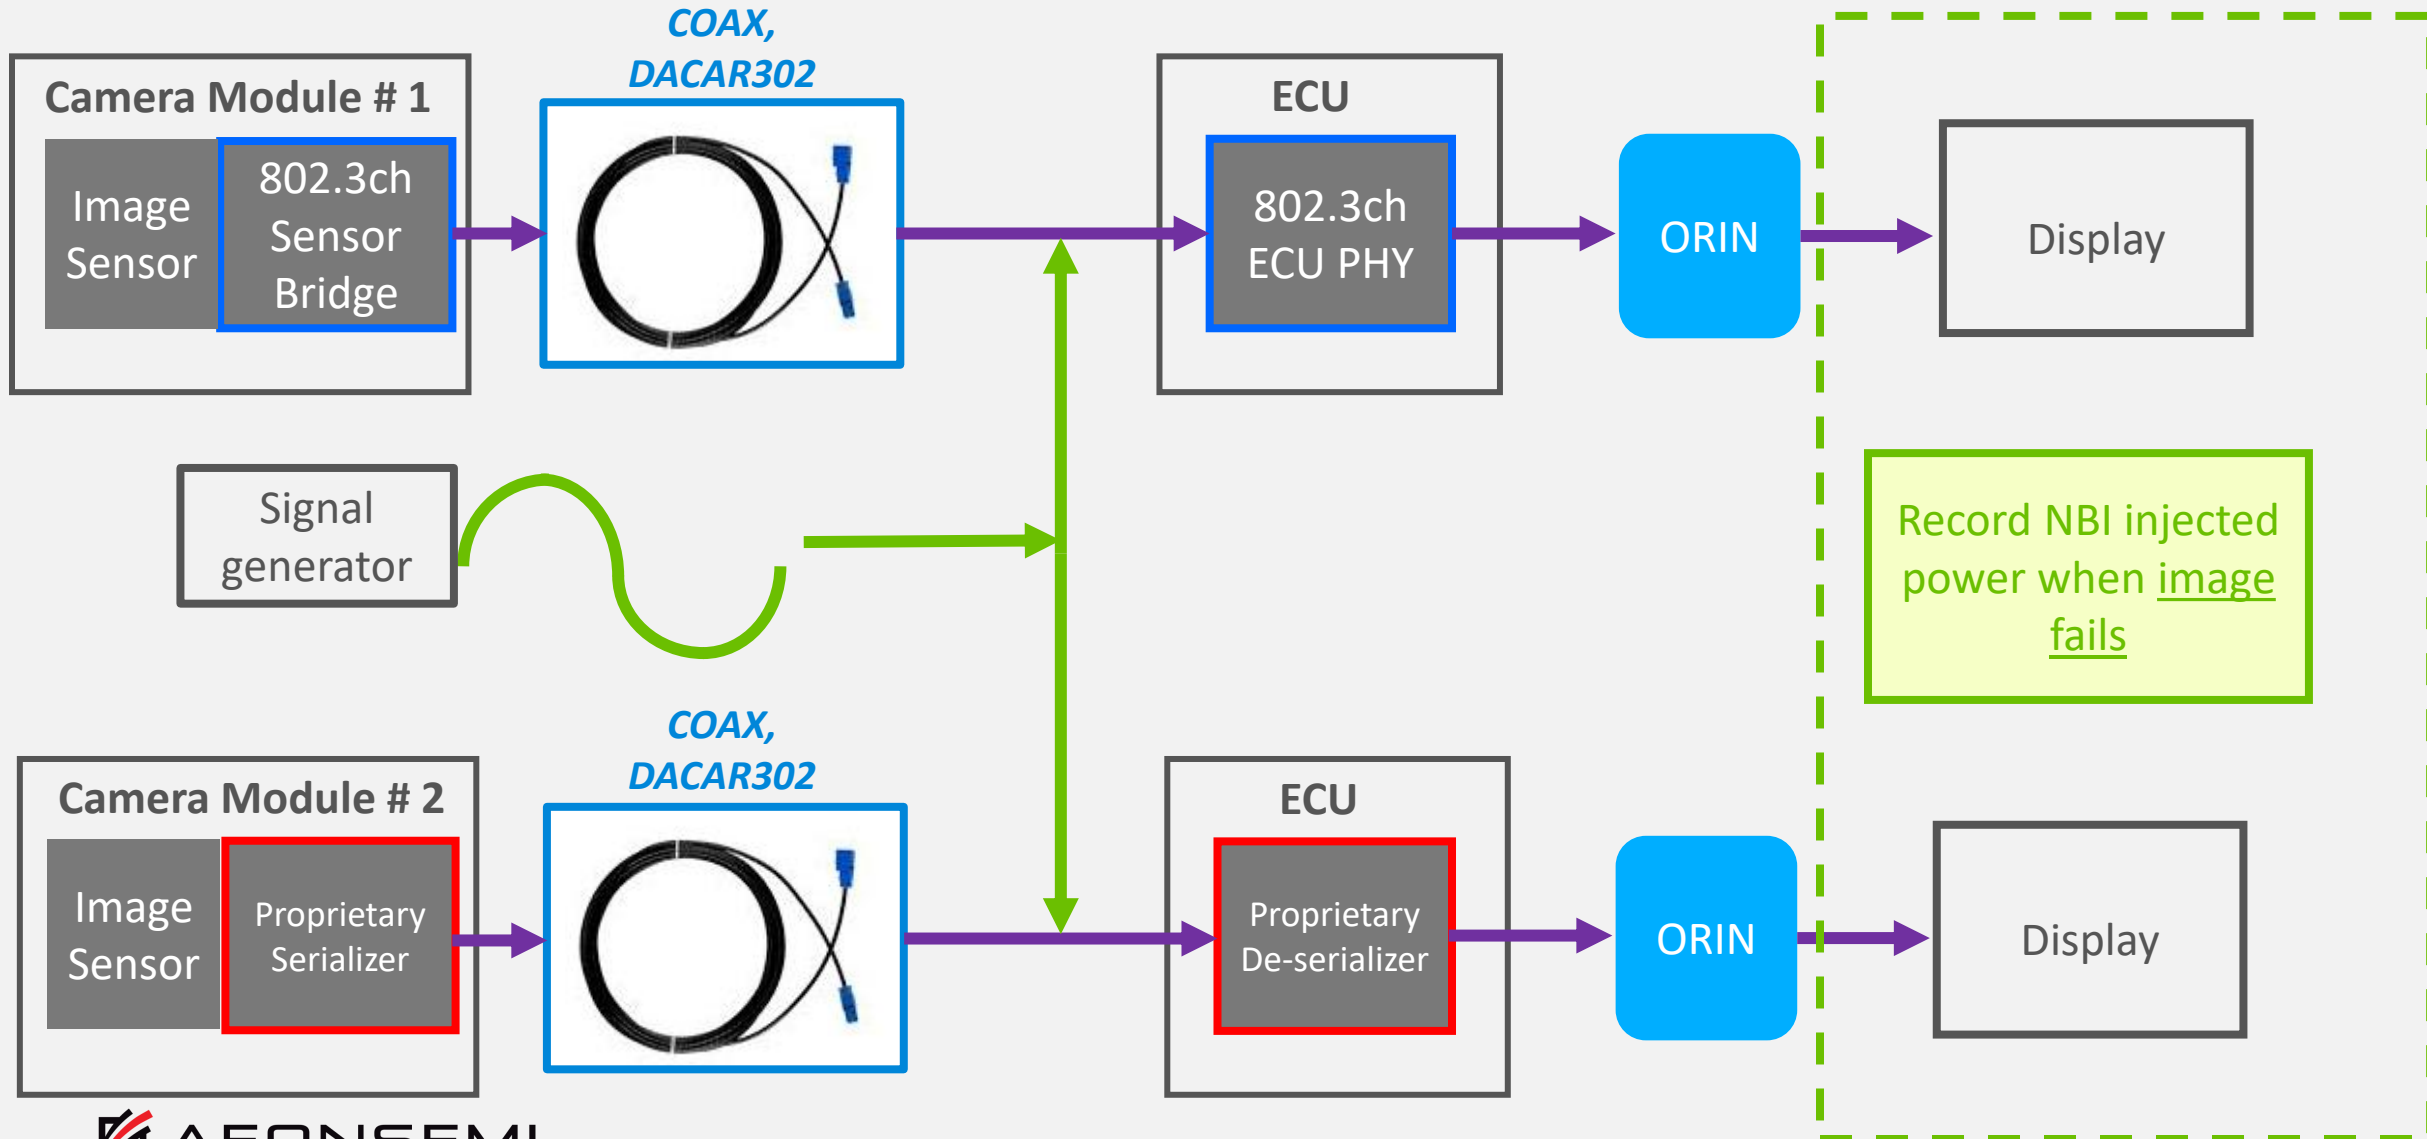 COAX,
DACAR302
Camera Module # 1
Image
Sensor
802.3ch
Sensor
Bridge
ECU
802.3ch
ECU PHY
ORIN
Display
Signal
generator
Record NBI injected
power when image
fails
COAX,
DACAR302
Camera Module # 2
Image
Sensor
Proprietary
Serializer
ECU
Proprietary
De-serializer
ORIN
Display
AEONSEMI